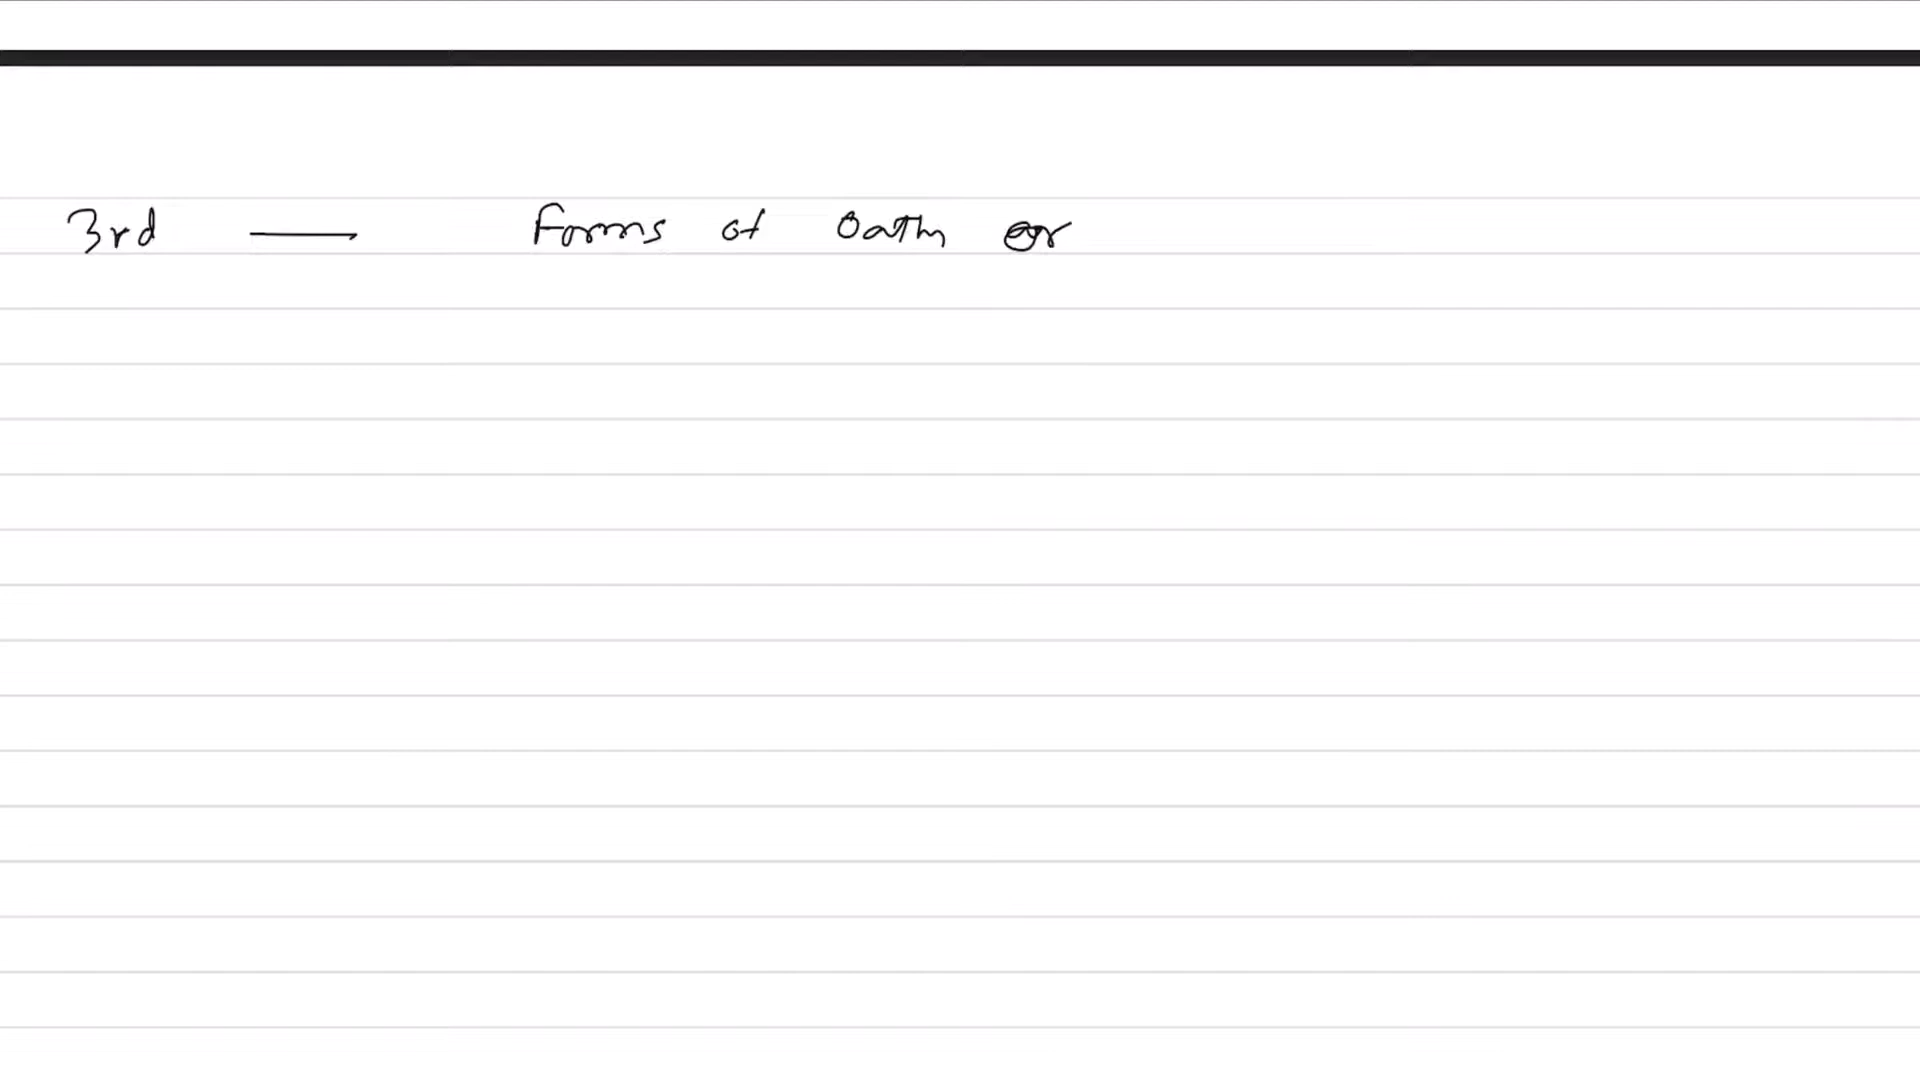 3rd — Forms of Oath or